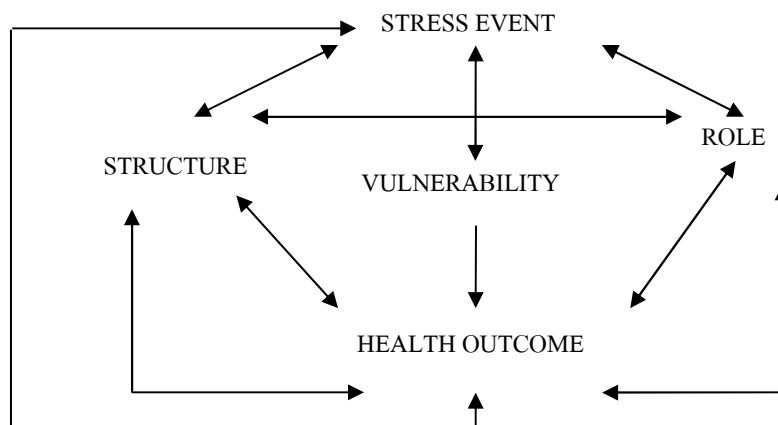 STRESS EVENT
ROLE
STRUCTURE
VULNERABILITY
HEALTH OUTCOME